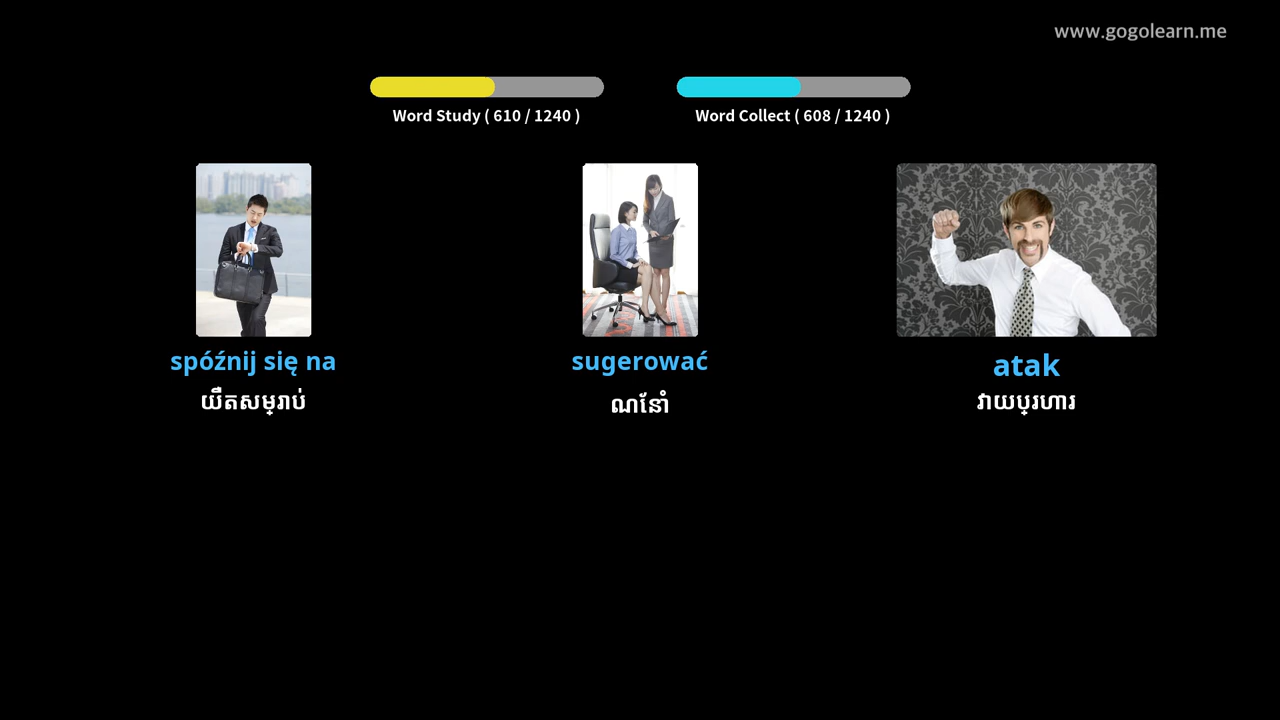 www.gogolearn.me
Word Study ( 610 / 1240 )
Word Collect ( 608 / 1240 )
spóźnij się na
sugerować
atak
យឺតសម្រាប់
ណែនាំ
វាយប្រហារ